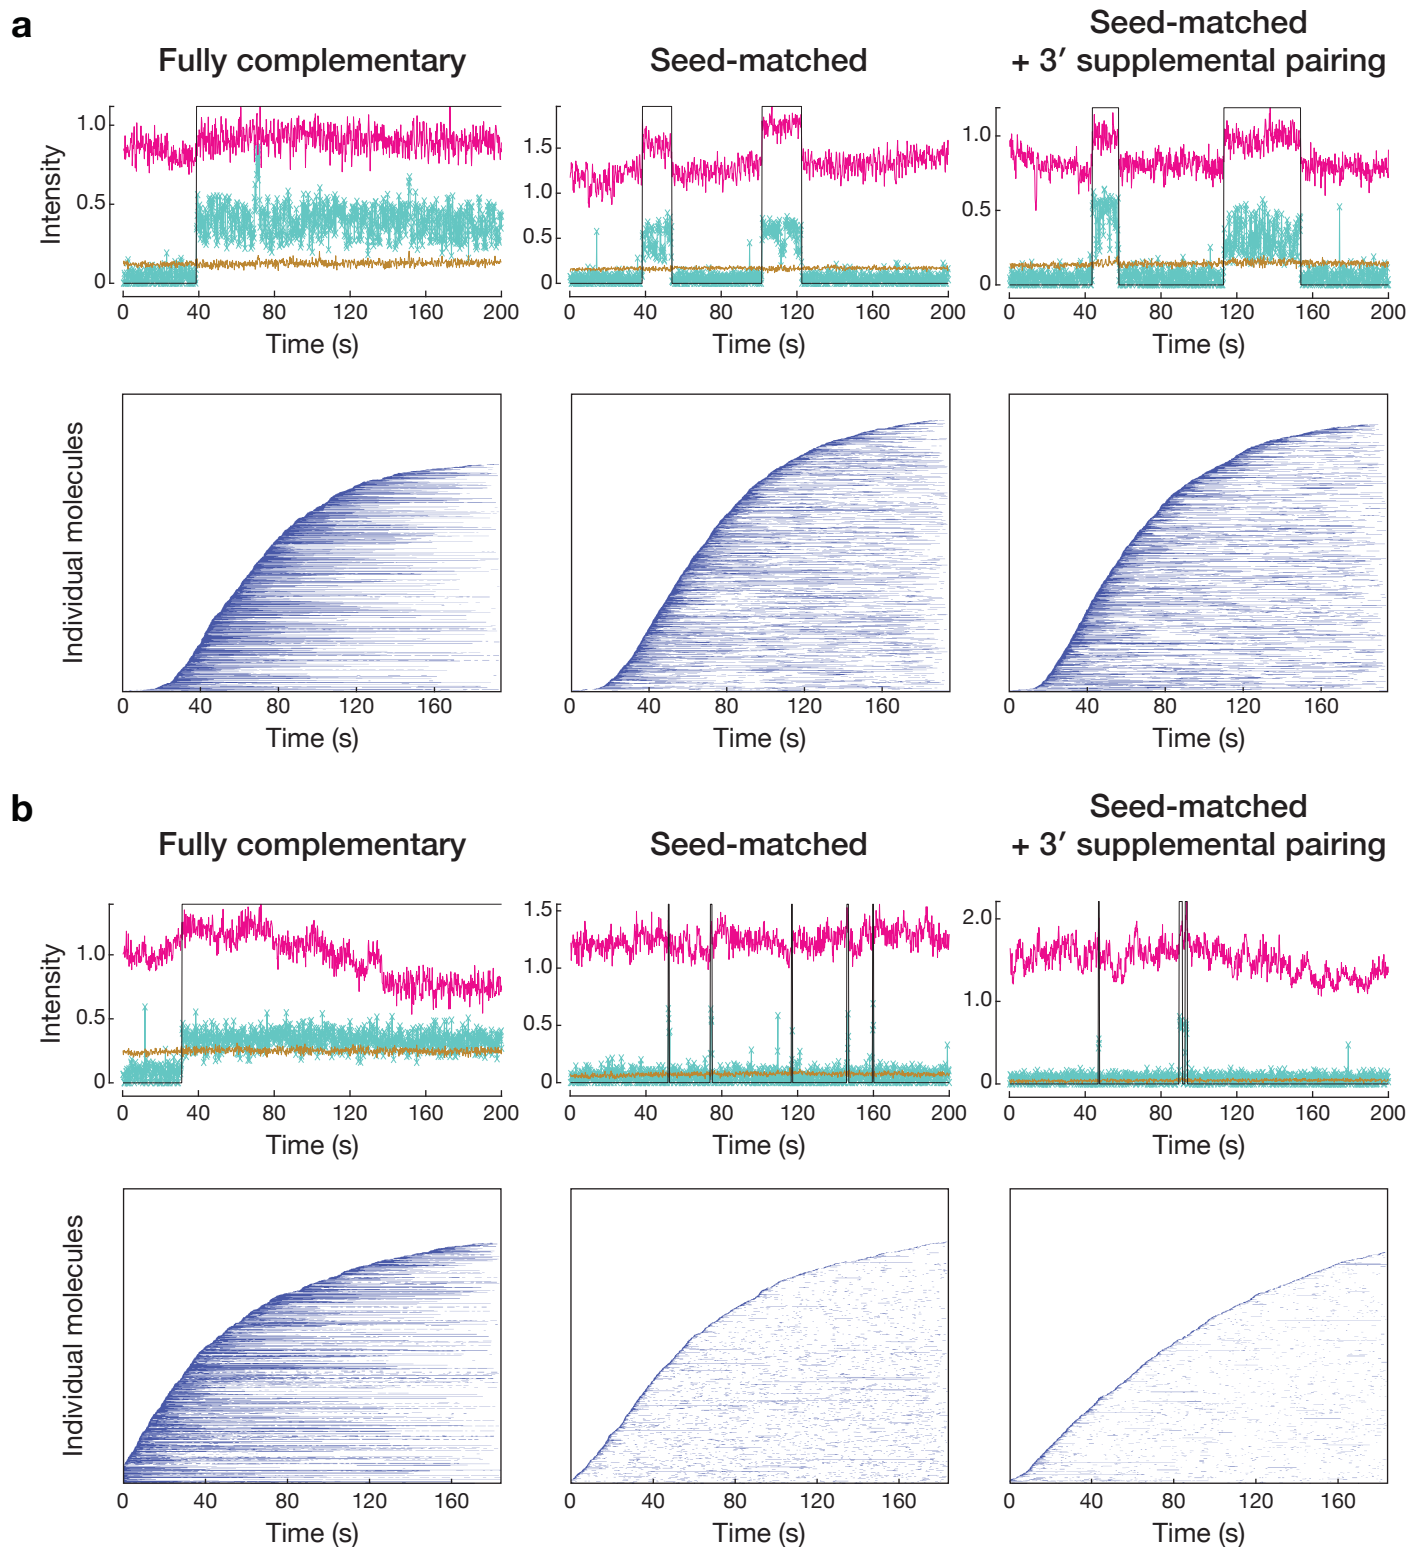 a
Fully complementary
Seed-matched
Seed-matched
+ 3′ supplemental pairing
Intensity
1.0
0.5
0
0 40 80 120 160 200
Time (s)
1.5
1.0
0.5
0
0 40 80 120 160 200
Time (s)
1.0
0.5
0
0 40 80 120 160 200
Time (s)
Individual molecules
0 40 80 120 160
Time (s)
0 40 80 120 160
Time (s)
0 40 80 120 160
Time (s)
b
Fully complementary
Seed-matched
Seed-matched
+ 3′ supplemental pairing
Intensity
1.0
0.5
0
0 40 80 120 160 200
Time (s)
1.5
1.0
0.5
0
0 40 80 120 160 200
Time (s)
2.0
1.0
0
0 40 80 120 160 200
Time (s)
Individual molecules
0 40 80 120 160
Time (s)
0 40 80 120 160
Time (s)
0 40 80 120 160
Time (s)